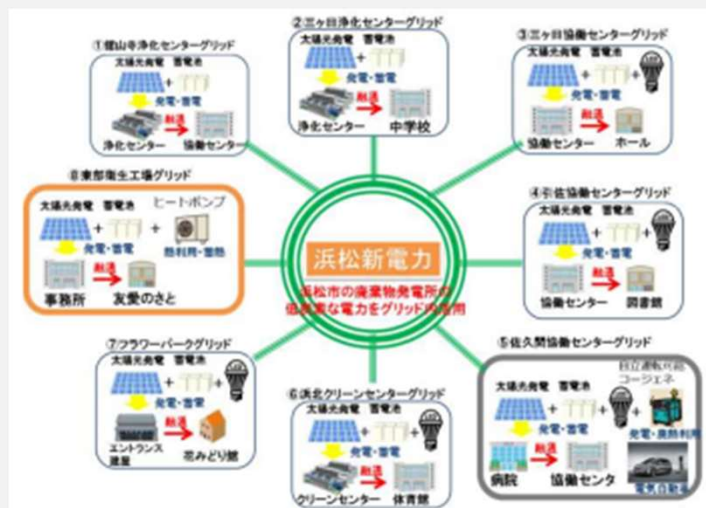 ①舘山寺浄化センターグリッド
太陽光発電 蓄電池
発電・蓄電
融通
浄化センター 協働センター
②三ヶ日浄化センターグリッド
太陽光発電 蓄電池
発電・蓄電
融通
浄化センター 中学校
③三ヶ日協働センターグリッド
太陽光発電 蓄電池
発電・蓄電
融通
協働センター ホール
④引佐協働センターグリッド
太陽光発電 蓄電池
発電・蓄電
融通
協働センター 図書館
⑤佐久間協働センターグリッド
太陽光発電 蓄電池
自立運転可能
コージェネ
発電・蓄電
発電・廃熱利用
融通
病院 協働センタ
電気自動車
⑥浜北クリーンセンターグリッド
太陽光発電 蓄電池
発電・蓄電
融通
クリーンセンター 体育館
⑦フラワーパークグリッド
太陽光発電 蓄電池
発電・蓄電
融通
エントランス
建屋
花みどり館
⑧東部衛生工場グリッド
太陽光発電 蓄電池
ヒートポンプ
発電・蓄電
熱利用・蓄熱
融通
事務所 友愛のさと
浜松新電力
浜松市の廃棄物発電所の
低炭素な電力をグリッド内活用